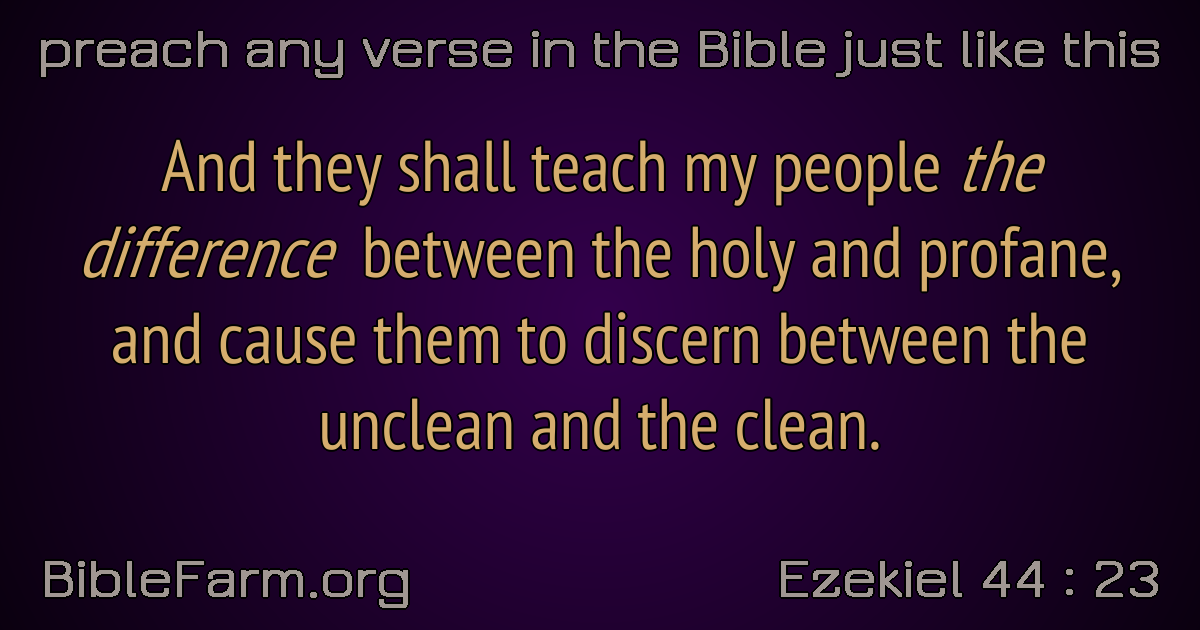 preach any verse in the Bible just like this
And they shall teach my people the
difference between the holy and profane,
and cause them to discern between the
unclean and the clean.
BibleFarm.org
Ezekiel 44 : 23